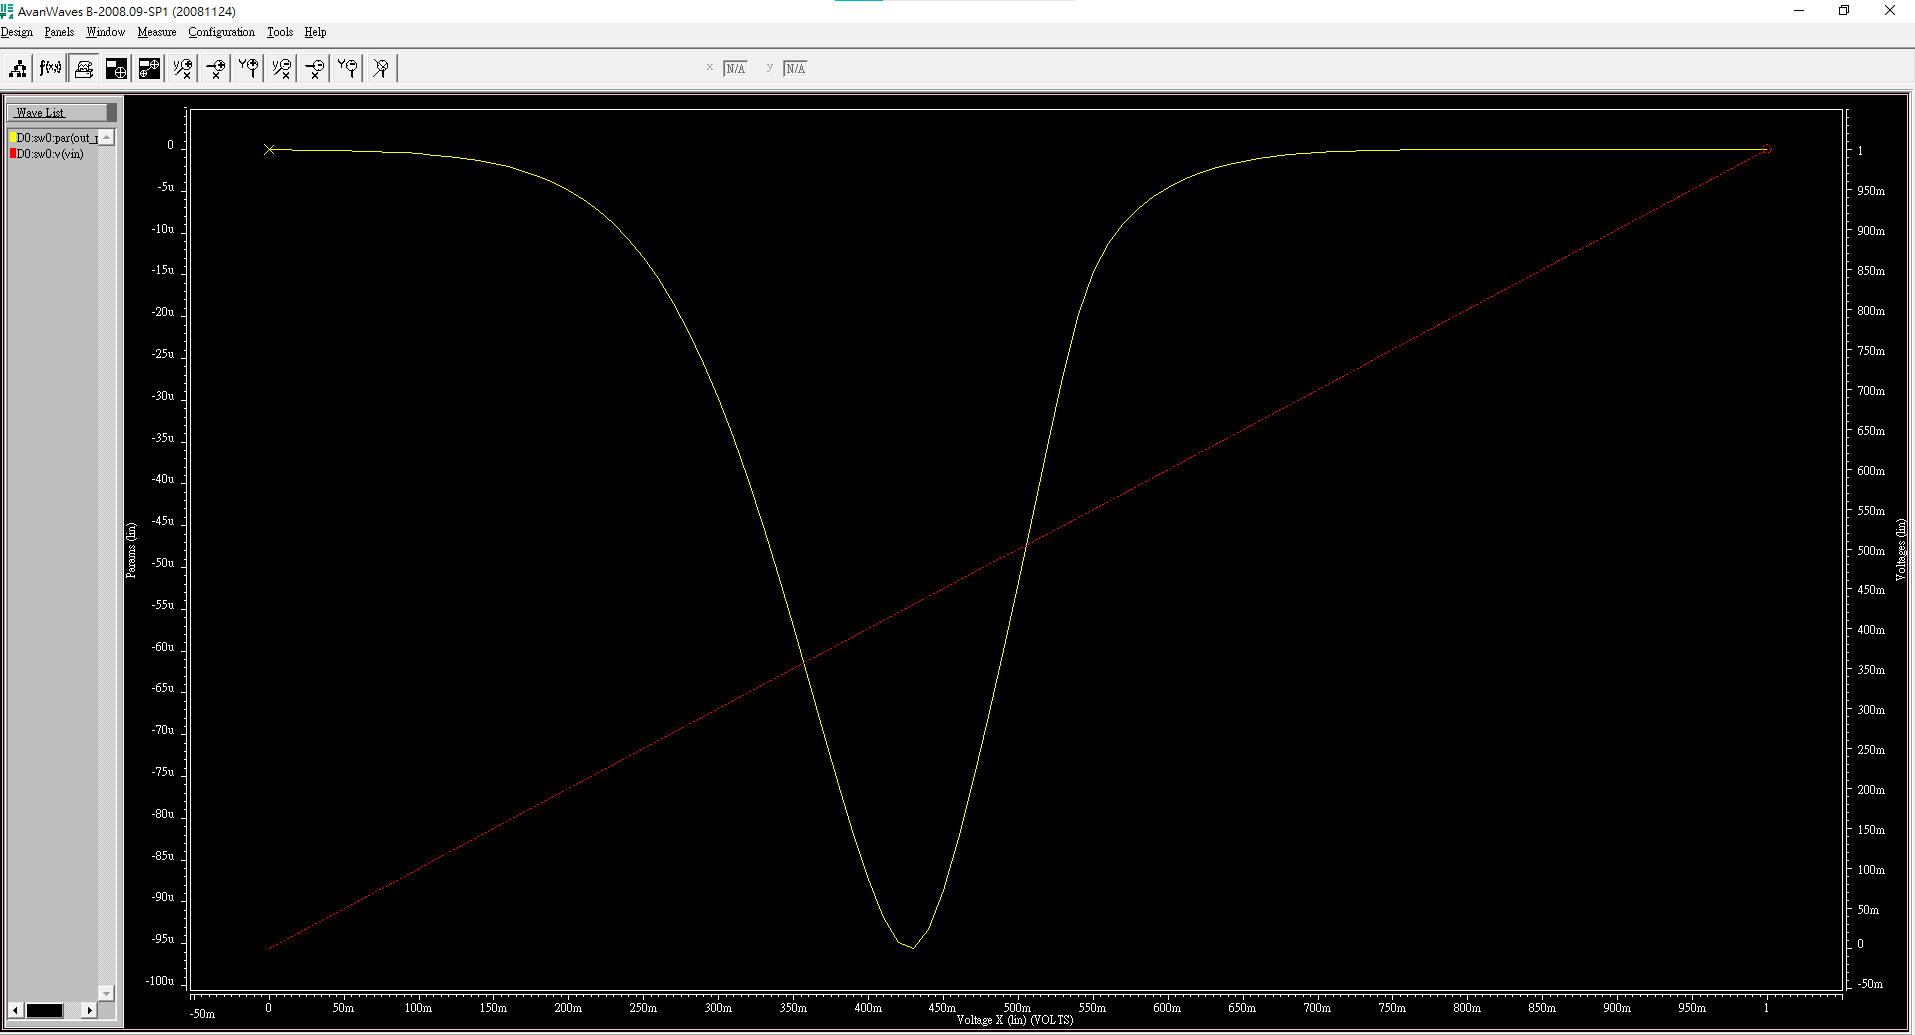 AvanWaves B-2008.09-SP1 (20081124)
Design Panels Window Measure Configuration Tools Help
f(x)
x N/A y N/A
Wave List
D0:sw0:par(out_p
D0:sw0:v(vin)
Params (lin)
0
-5u
-10u
-15u
-20u
-25u
-30u
-35u
-40u
-45u
-50u
-55u
-60u
-65u
-70u
-75u
-80u
-85u
-90u
-95u
-100u
1
950m
900m
850m
800m
750m
700m
650m
600m
550m
500m
450m
400m
350m
300m
250m
200m
150m
100m
50m
0
-50m
Voltages (lin)
-50m 0 50m 100m 150m 200m 250m 300m 350m 400m 450m 500m 550m 600m 650m 700m 750m 800m 850m 900m 950m 1
Voltage X (lin) (VOLTS)